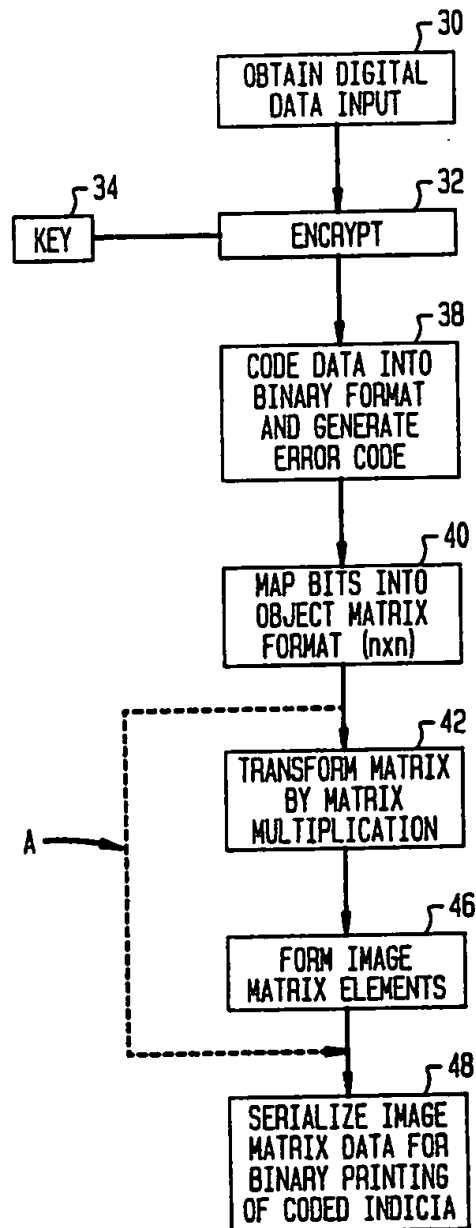 30
OBTAIN DIGITAL
DATA INPUT
34
32
KEY
ENCRYPT
38
CODE DATA INTO
BINARY FORMAT
AND GENERATE
ERROR CODE
40
MAP BITS INTO
OBJECT MATRIX
FORMAT (nxn)
42
TRANSFORM MATRIX
BY MATRIX
MULTIPLICATION
A
46
FORM IMAGE
MATRIX ELEMENTS
48
SERIALIZE IMAGE
MATRIX DATA FOR
BINARY PRINTING
OF CODED INDICIA